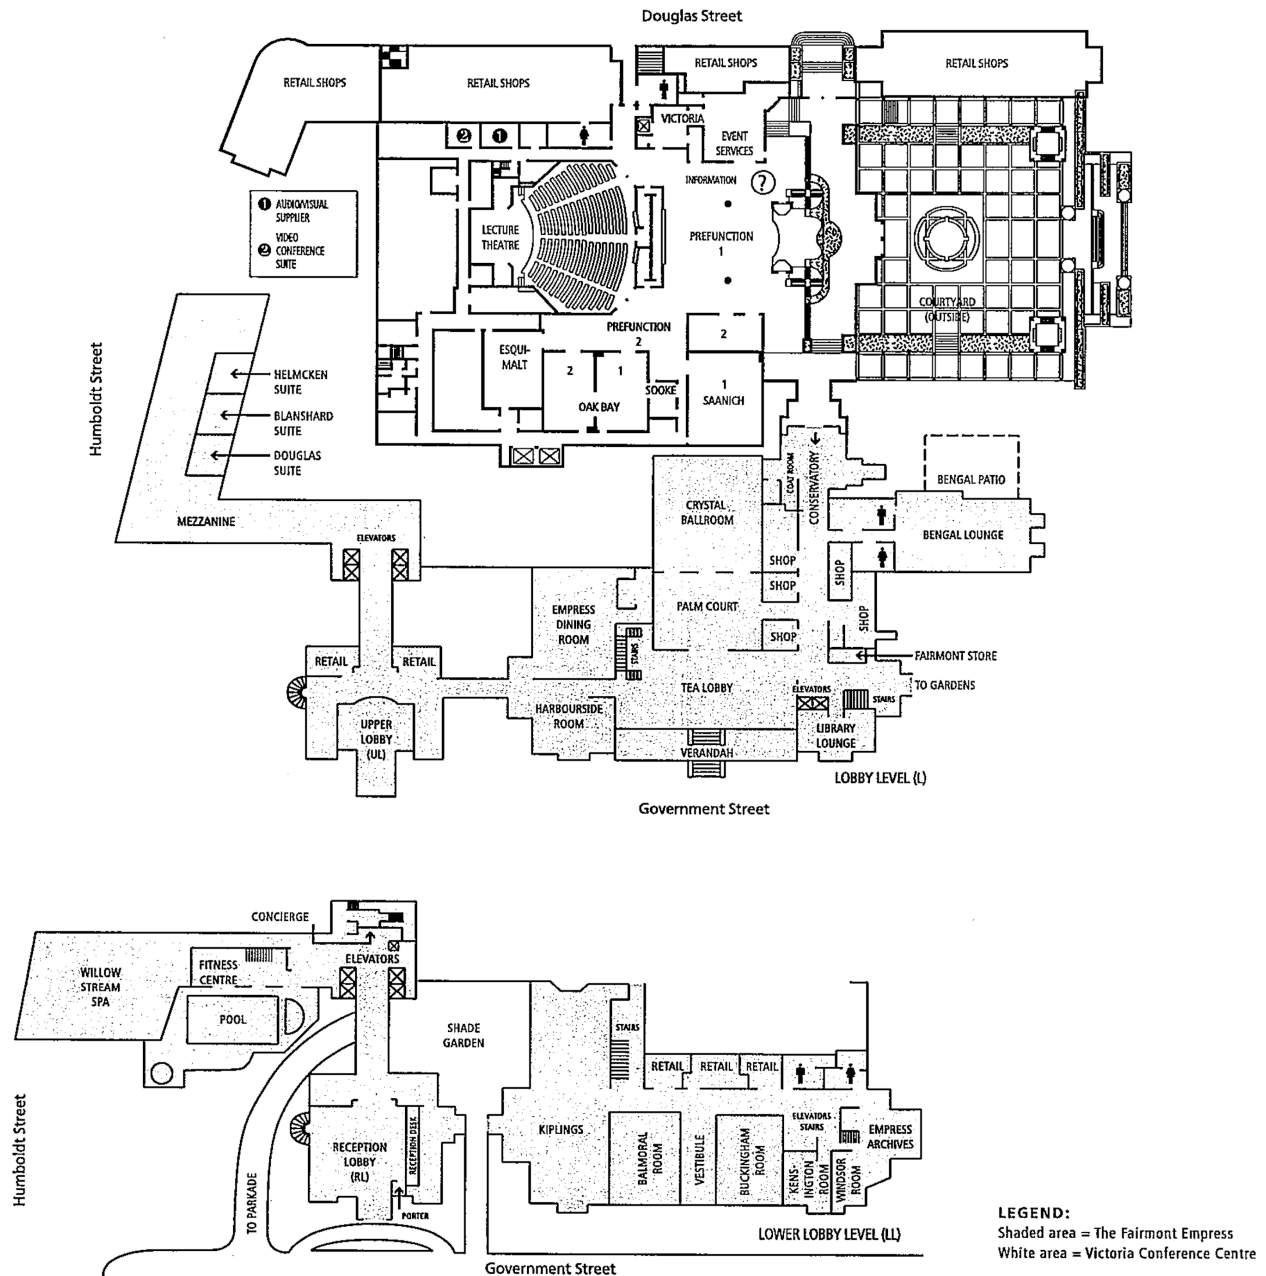 Douglas Street
RETAIL SHOPS
RETAIL SHOPS
RETAIL SHOPS
RETAIL SHOPS
VICTORIA
2
1
EVENT
SERVICES
INFORMATION
?
1 AUDIO/VISUAL
SUPPLIER
2 VIDEO
CONFERENCE
SUITE
LECTURE
THEATRE
PREFUNCTION
1
COURTYARD
(OUTSIDE)
PREFUNCTION
2
2
ESQUI-
MALT
2
1
OAK BAY
SOOKE
1
SAANICH
Humboldt Street
HELMCKEN
SUITE
BLANSHARD
SUITE
DOUGLAS
SUITE
MEZZANINE
ELEVATORS
CRYSTAL
BALLROOM
COAT ROOM
CONSERVATORY
BENGAL PATIO
BENGAL LOUNGE
SHOP
SHOP
SHOP
SHOP
SHOP
EMPRESS
DINING
ROOM
PALM COURT
STAIRS
FAIRMONT STORE
RETAIL
RETAIL
TEA LOBBY
ELEVATORS
STAIRS
TO GARDENS
HARBOURSIDE
ROOM
UPPER
LOBBY
(UL)
LIBRARY
LOUNGE
VERANDAH
LOBBY LEVEL (L)
Government Street
CONCIERGE
ELEVATORS
WILLOW
STREAM
SPA
FITNESS
CENTRE
POOL
SHADE
GARDEN
STAIRS
RETAIL
RETAIL
RETAIL
Humboldt Street
TO PARKADE
RECEPTION
LOBBY
(RL)
RECEPTION DESK
PORTER
KIPLINGS
BALMORAL
ROOM
VESTIBULE
BUCKINGHAM
ROOM
ELEVATORS
STAIRS
KENS-
INGTON
ROOM
WINDSOR
ROOM
EMPRESS
ARCHIVES
LOWER LOBBY LEVEL (LL)
Government Street
LEGEND:
Shaded area = The Fairmont Empress
White area = Victoria Conference Centre